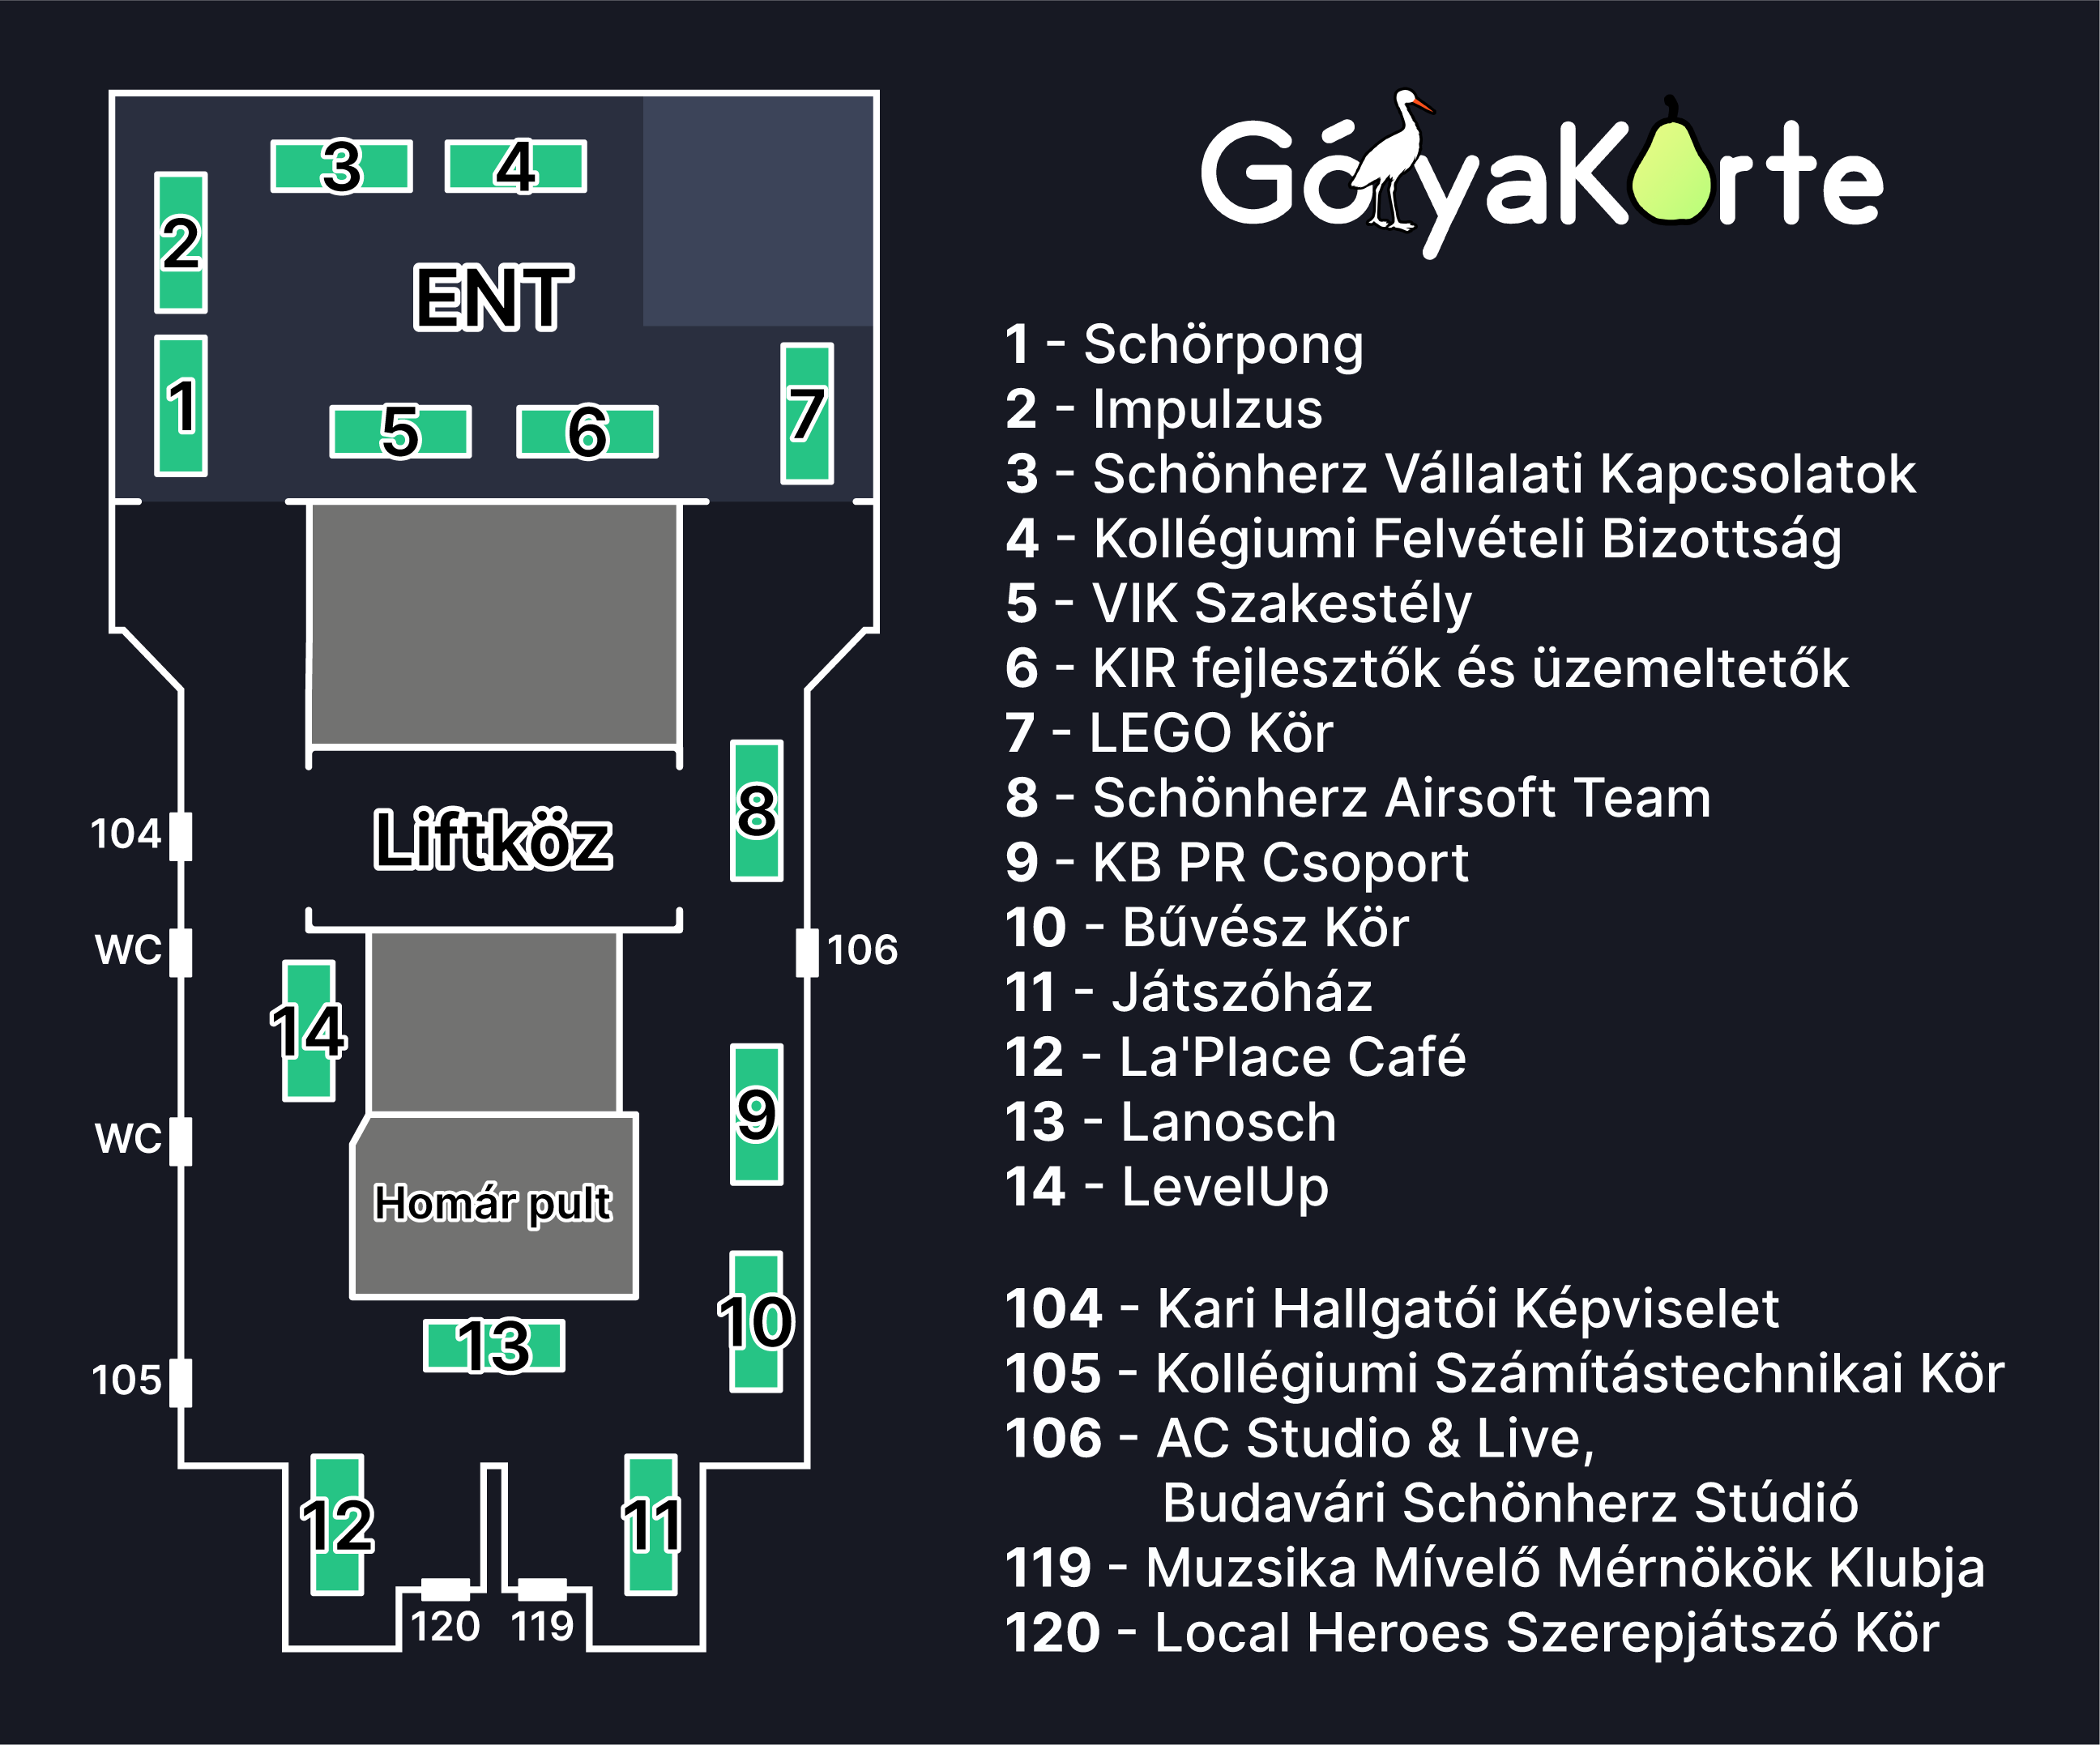 GólyaKörte
3
4
2
ENT
1
5
6
7
104
Liftköz
8
WC
106
14
9
WC
Homár pult
10
13
105
12
11
120
119
1 - Schörpong
2 - Impulzus
3 - Schönherz Vállalati Kapcsolatok
4 - Kollégiumi Felvételi Bizottság
5 - VIK Szakestély
6 - KIR fejlesztők és üzemeltetők
7 - LEGO Kör
8 - Schönherz Airsoft Team
9 - KB PR Csoport
10 - Bűvész Kör
11 - Játszóház
12 - La'Place Café
13 - Lanosch
14 - LevelUp
104 - Kari Hallgatói Képviselet
105 - Kollégiumi Számítástechnikai Kör
106 - AC Studio & Live,
Budavári Schönherz Stúdió
119 - Muzsika Mívelő Mérnökök Klubja
120 - Local Heroes Szerepjátszó Kör